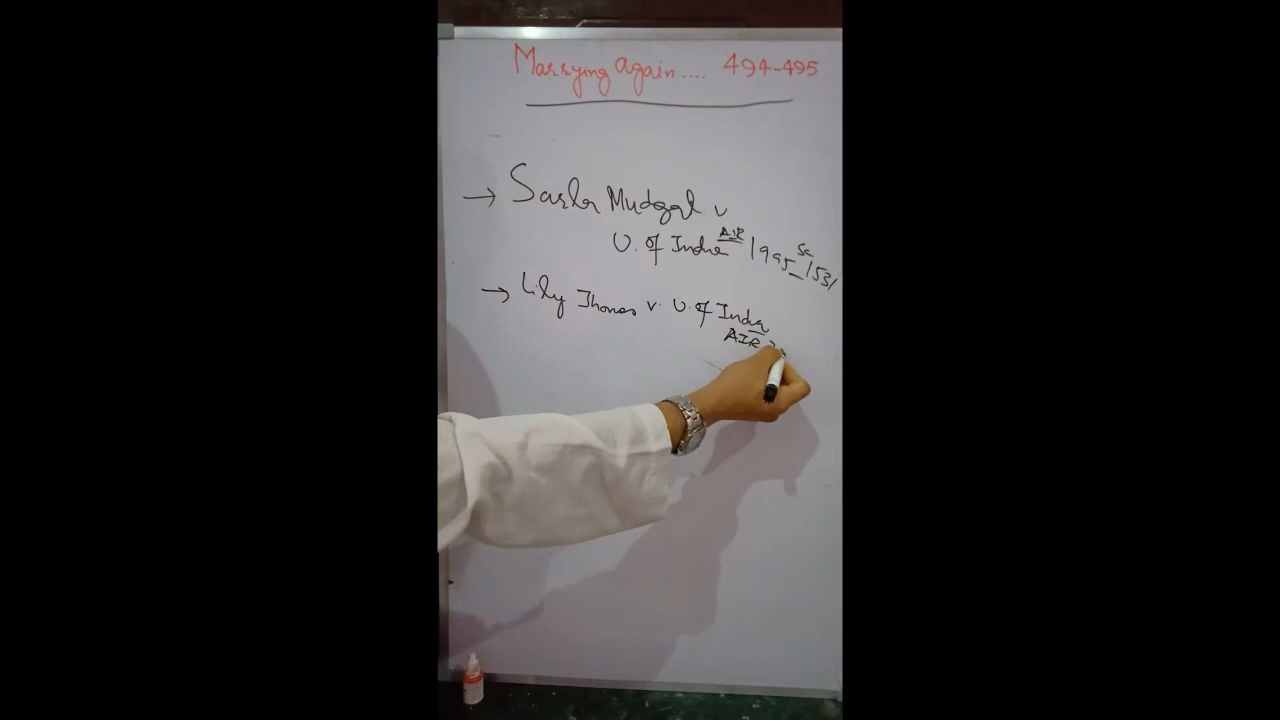 Marrying again.... 494-495
→ Sarla Mudgal v
U. of India AIR 1995 SC 1531
→ Lily Thomas v. U. of India
AIR